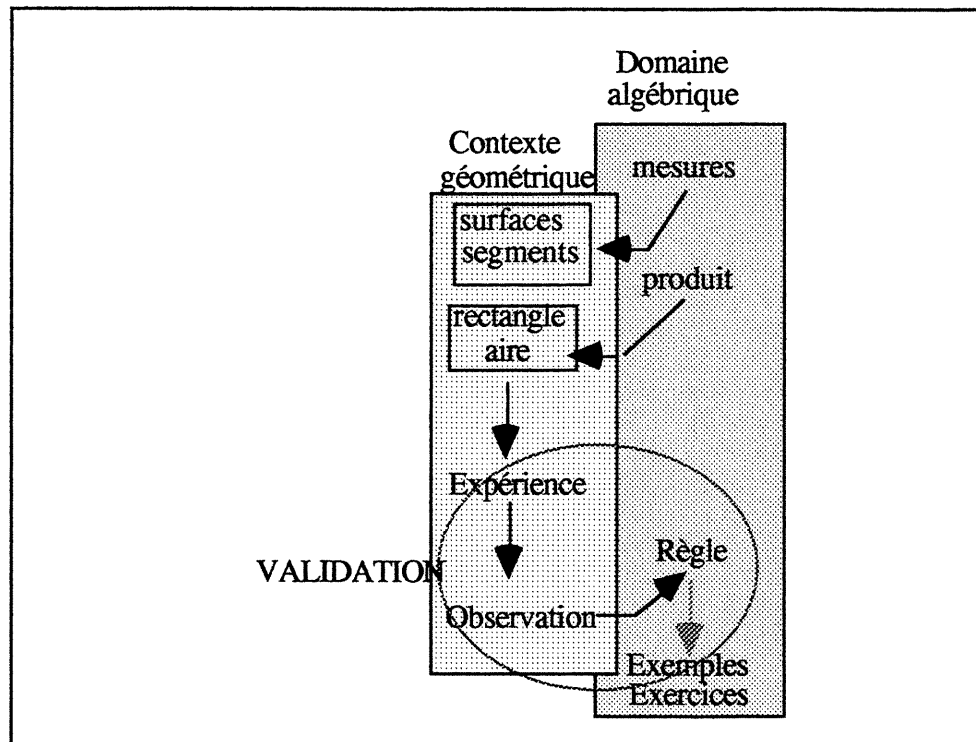 Domaine
algébrique
Contexte
géométrique
mesures
surfaces
segments
produit
rectangle
aire
Expérience
Règle
VALIDATION
Observation
Exemples
Exercices